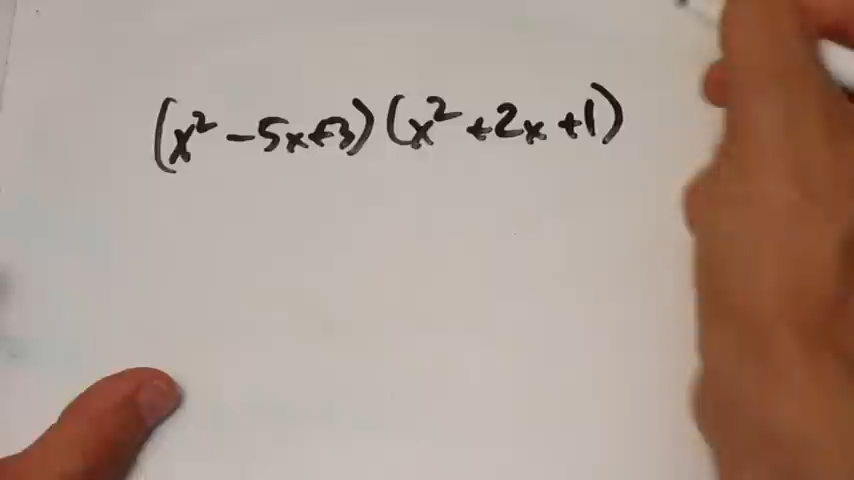 (x² - 5x + 3)(x² + 2x + 1)